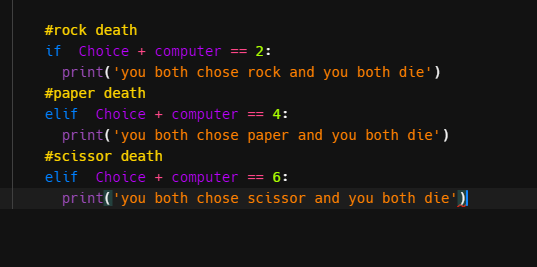 #rock death
if  Choice + computer == 2:
  print('you both chose rock and you both die')
#paper death
elif  Choice + computer == 4:
  print('you both chose paper and you both die')
#scissor death
elif  Choice + computer == 6:
  print('you both chose scissor and you both die')